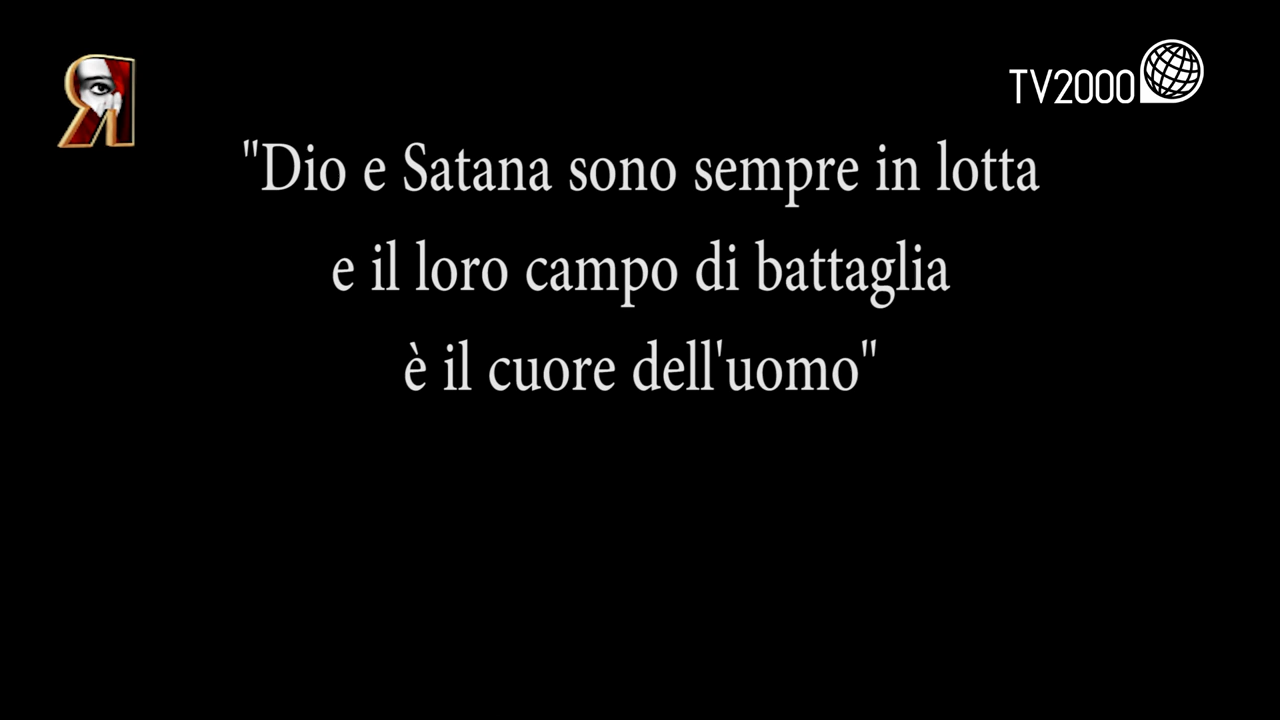 Я
TV2000
"Dio e Satana sono sempre in lotta
e il loro campo di battaglia
è il cuore dell'uomo"